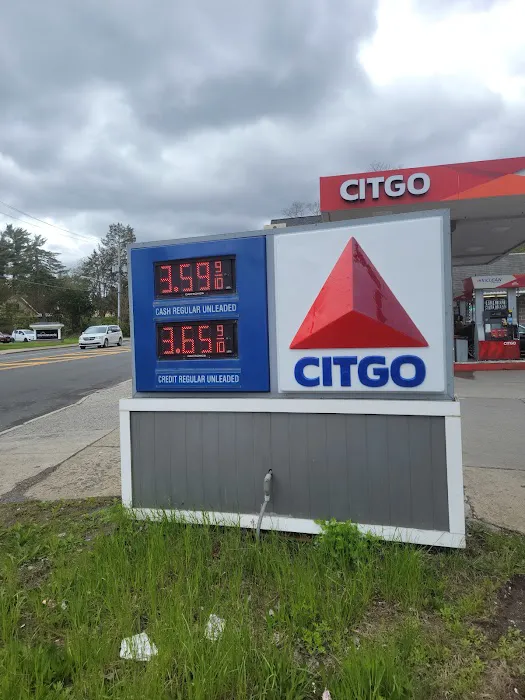 CITGO
3.59 9/10
CASH REGULAR UNLEADED
3.65 9/10
CREDIT REGULAR UNLEADED
CITGO